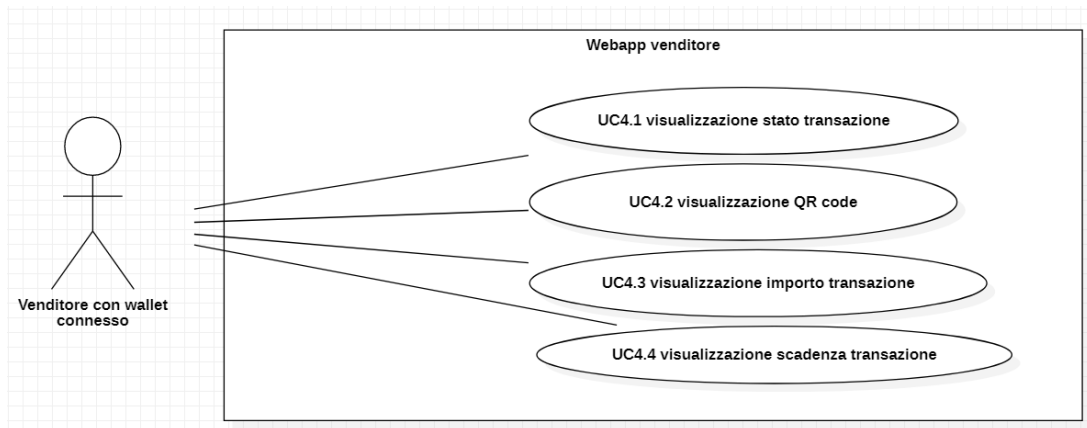 Webapp venditore
UC4.1 visualizzazione stato transazione
UC4.2 visualizzazione QR code
UC4.3 visualizzazione importo transazione
UC4.4 visualizzazione scadenza transazione
Venditore con wallet
connesso